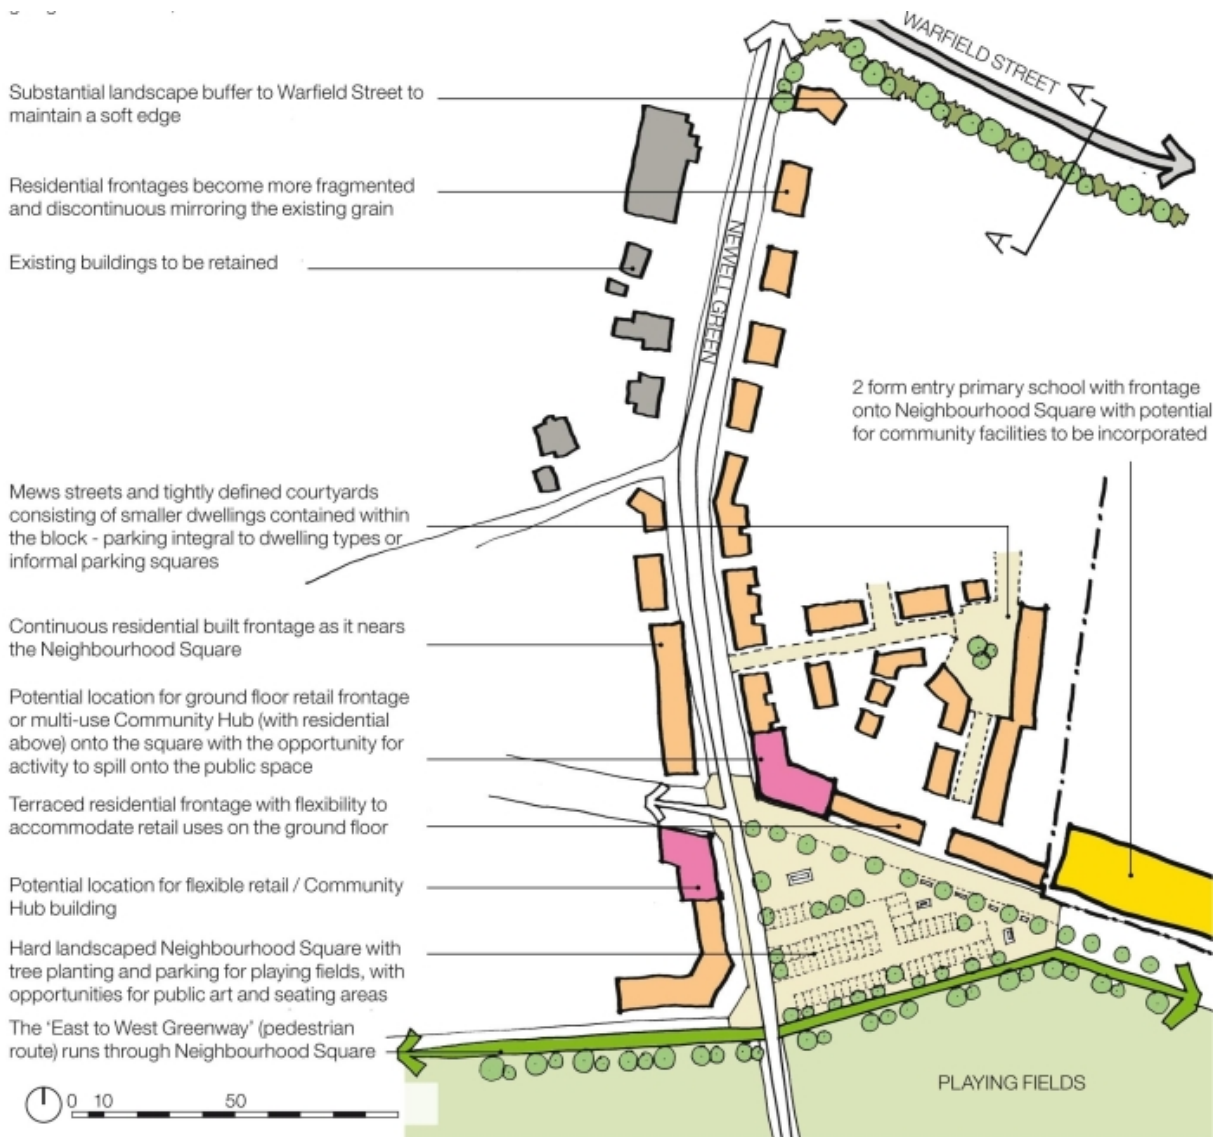 WARFIELD STREET
A
Substantial landscape buffer to Warfield Street to
maintain a soft edge
Residential frontages become more fragmented
and discontinuous mirroring the existing grain
A
NEWELL GREEN
Existing buildings to be retained
2 form entry primary school with frontage
onto Neighbourhood Square with potential
for community facilities to be incorporated
Mews streets and tightly defined courtyards
consisting of smaller dwellings contained within
the block - parking integral to dwelling types or
informal parking squares
Continuous residential built frontage as it nears
the Neighbourhood Square
Potential location for ground floor retail frontage
or multi-use Community Hub (with residential
above) onto the square with the opportunity for
activity to spill onto the public space
Terraced residential frontage with flexibility to
accommodate retail uses on the ground floor
Potential location for flexible retail / Community
Hub building
Hard landscaped Neighbourhood Square with
tree planting and parking for playing fields, with
opportunities for public art and seating areas
The ‘East to West Greenway’ (pedestrian
route) runs through Neighbourhood Square
PLAYING FIELDS
0 10 50